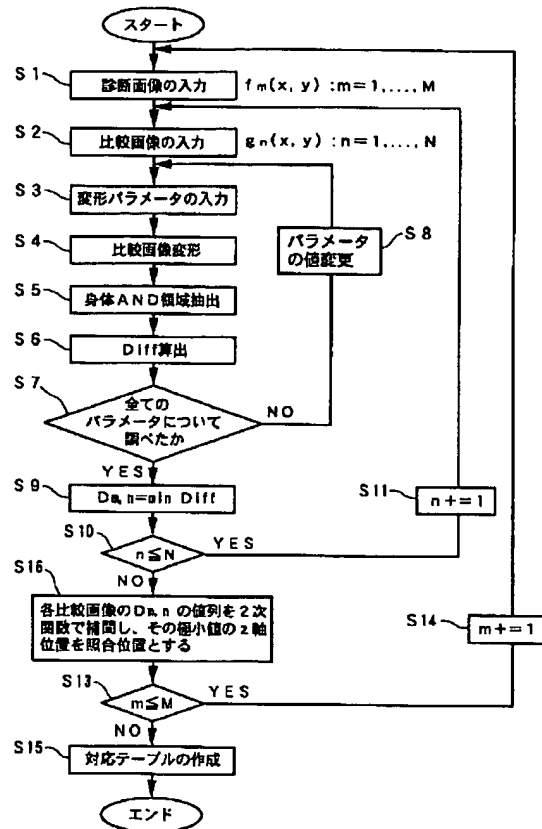 スタート
S1
診断画像の入力
fm(x, y) : m=1, ..., M
S2
比較画像の入力
gn(x, y) : n=1, ..., N
S3
変形パラメータの入力
S4
比較画像変形
S5
身体AND領域抽出
S6
Diff算出
S7
全ての
パラメータについて
調べたか
NO
S8
パラメータ
の値変更
YES
S9
Dm,n=min Diff
S10
n≦N
YES
S11
n+=1
NO
S16
各比較画像のDm,nの値列を2次
関数で補間し、その極小値のz軸
位置を照合位置とする
S13
m≦M
YES
S14
m+=1
NO
S15
対応テーブルの作成
エンド